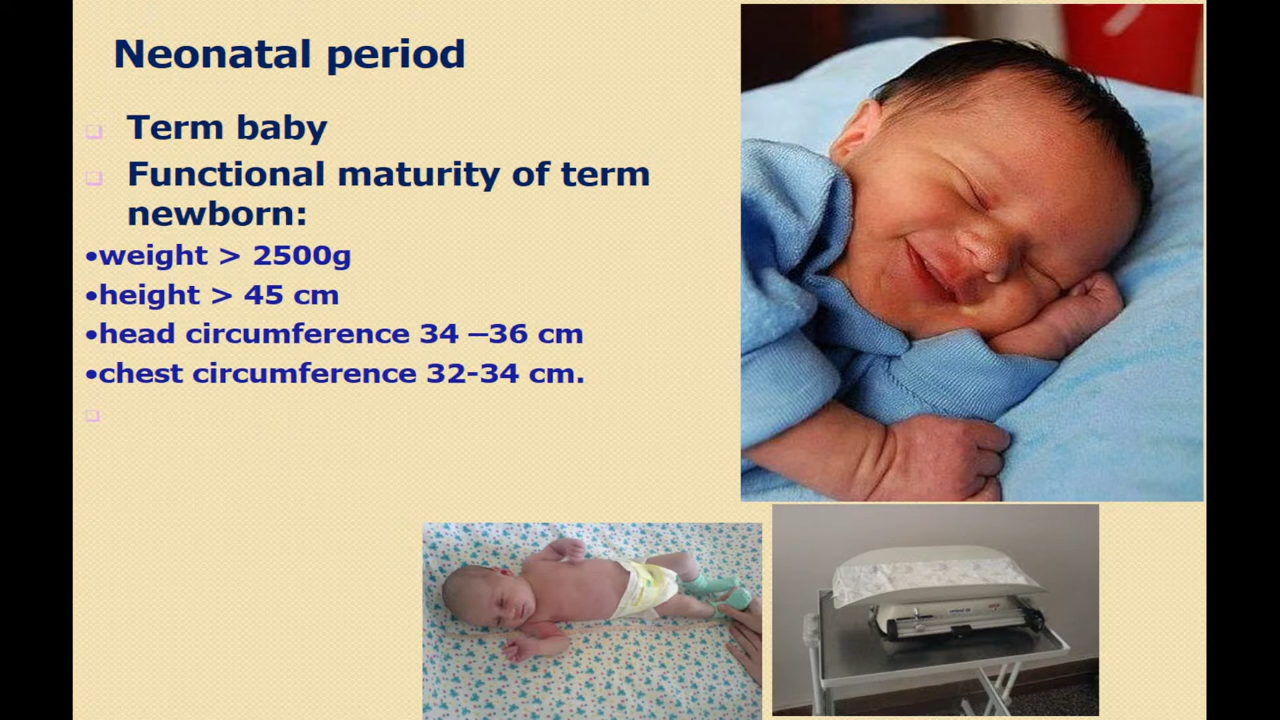 Neonatal period
Term baby
Functional maturity of term
newborn:
•weight > 2500g
•height > 45 cm
•head circumference 34 –36 cm
•chest circumference 32-34 cm.